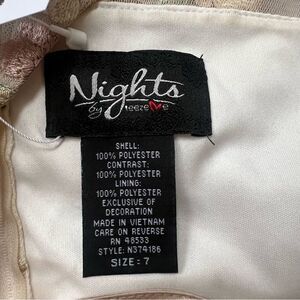 Nights
by eezeMe
SHELL:
100% POLYESTER
CONTRAST:
100% POLYESTER
LINING:
100% POLYESTER
EXCLUSIVE OF
DECORATION
MADE IN VIETNAM
CARE ON REVERSE
RN 48533
STYLE: N374186
SIZE: 7